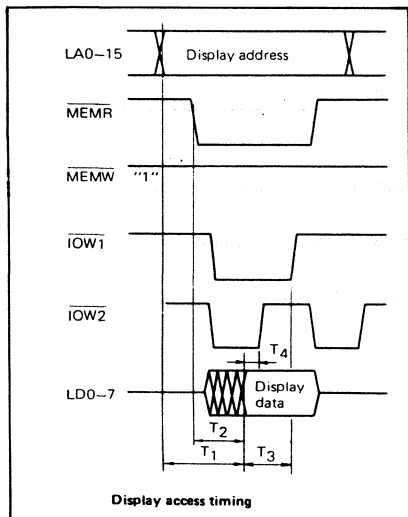 LA0–15 Display address
MEMR
MEMW "1"
IOW1
IOW2
T4
LD0–7 Display
data
T2
T1 T3
Display access timing